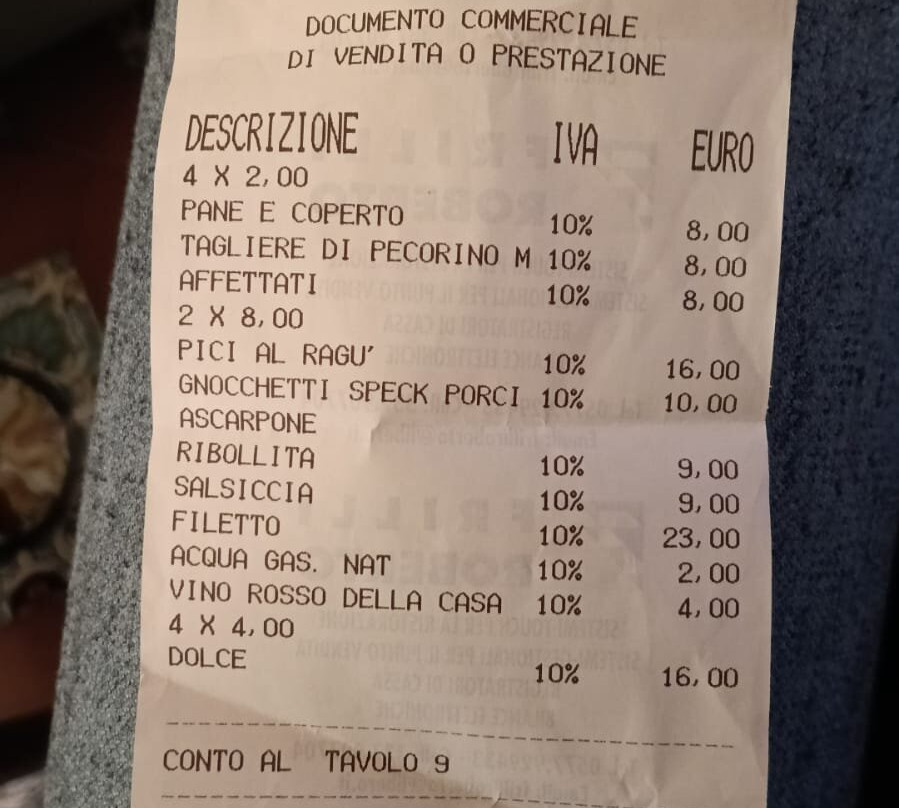 DOCUMENTO COMMERCIALE
DI VENDITA O PRESTAZIONE
DESCRIZIONE IVA EURO
4 X 2,00
PANE E COPERTO 10% 8,00
TAGLIERE DI PECORINO M 10% 8,00
AFFETTATI 10% 8,00
2 X 8,00
PICI AL RAGU' 10% 16,00
GNOCCHETTI SPECK PORCI 10% 10,00
ASCARPONE
RIBOLLITA 10% 9,00
SALSICCIA 10% 9,00
FILETTO 10% 23,00
ACQUA GAS. NAT 10% 2,00
VINO ROSSO DELLA CASA 10% 4,00
4 X 4,00
DOLCE 10% 16,00
CONTO AL TAVOLO 9